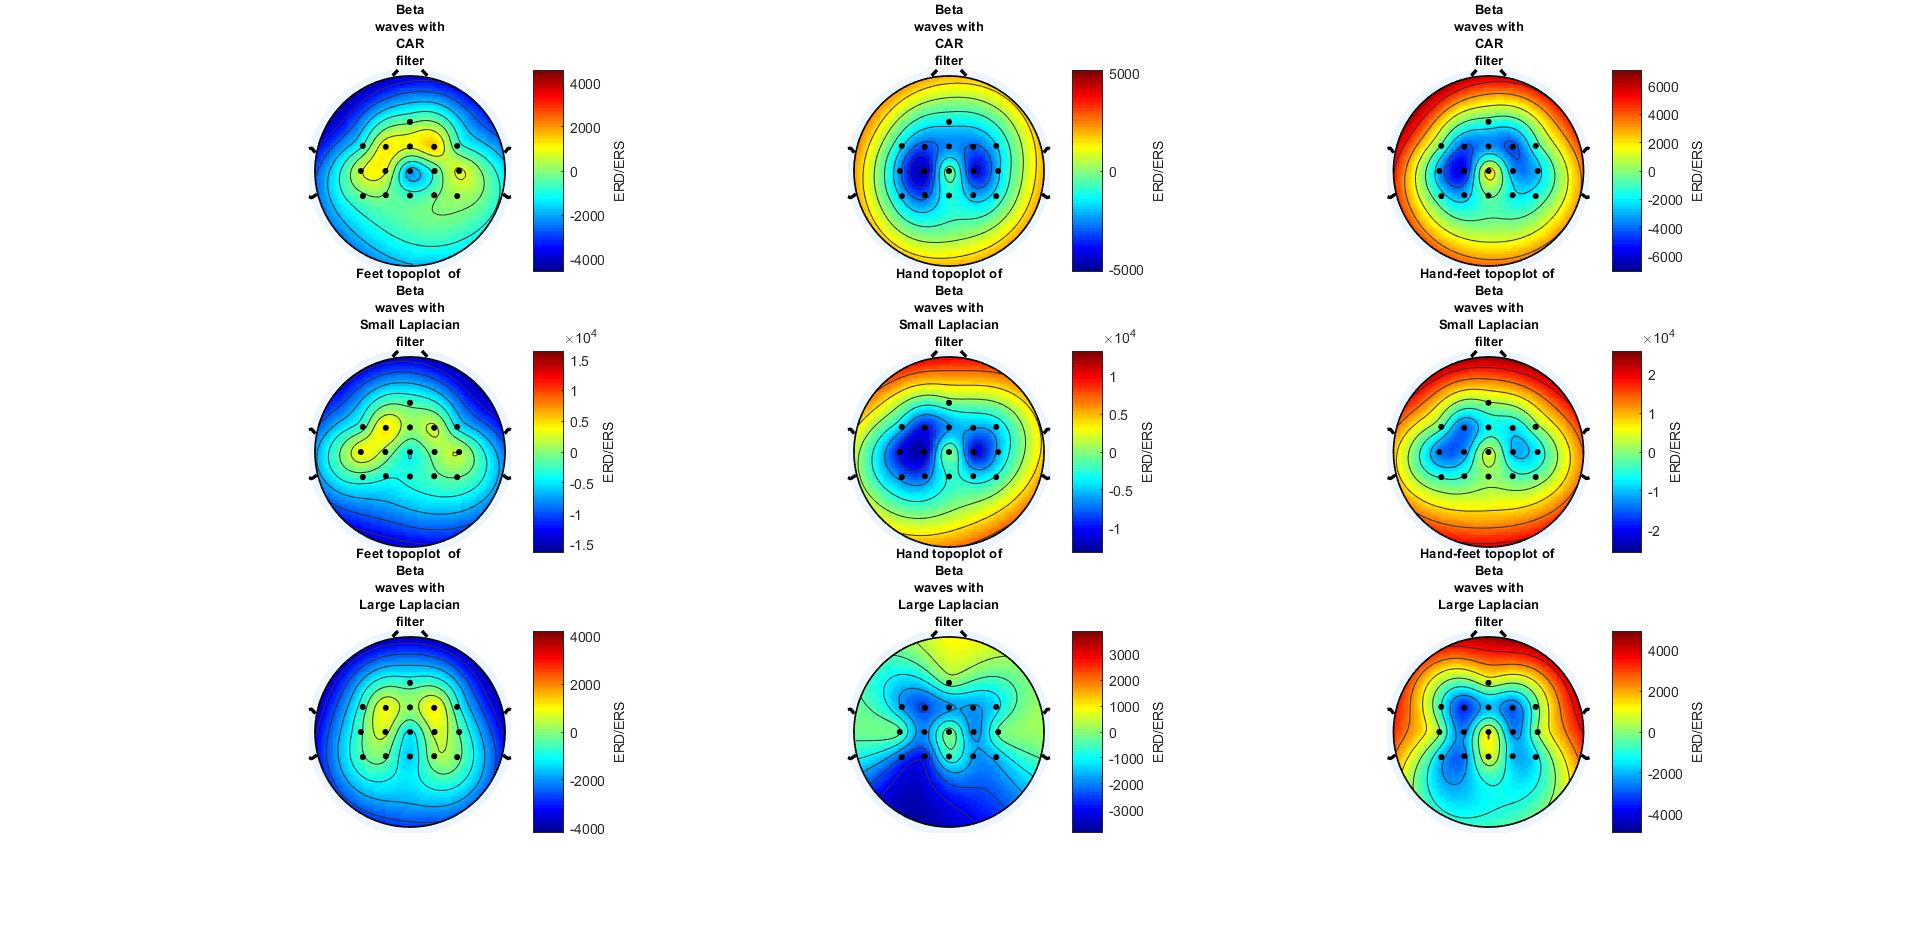 Beta
waves with
CAR
filter
4000
2000
0
-2000
-4000
ERD/ERS
Beta
waves with
CAR
filter
5000
0
-5000
ERD/ERS
Beta
waves with
CAR
filter
6000
4000
2000
0
-2000
-4000
-6000
ERD/ERS
Feet topoplot of
Beta
waves with
Small Laplacian
filter
×10^4
1.5
1
0.5
0
-0.5
-1
-1.5
ERD/ERS
Hand topoplot of
Beta
waves with
Small Laplacian
filter
×10^4
1
0.5
0
-0.5
-1
ERD/ERS
Hand-feet topoplot of
Beta
waves with
Small Laplacian
filter
×10^4
2
1
0
-1
-2
ERD/ERS
Feet topoplot of
Beta
waves with
Large Laplacian
filter
4000
2000
0
-2000
-4000
ERD/ERS
Hand topoplot of
Beta
waves with
Large Laplacian
filter
3000
2000
1000
0
-1000
-2000
-3000
ERD/ERS
Hand-feet topoplot of
Beta
waves with
Large Laplacian
filter
4000
2000
0
-2000
-4000
ERD/ERS